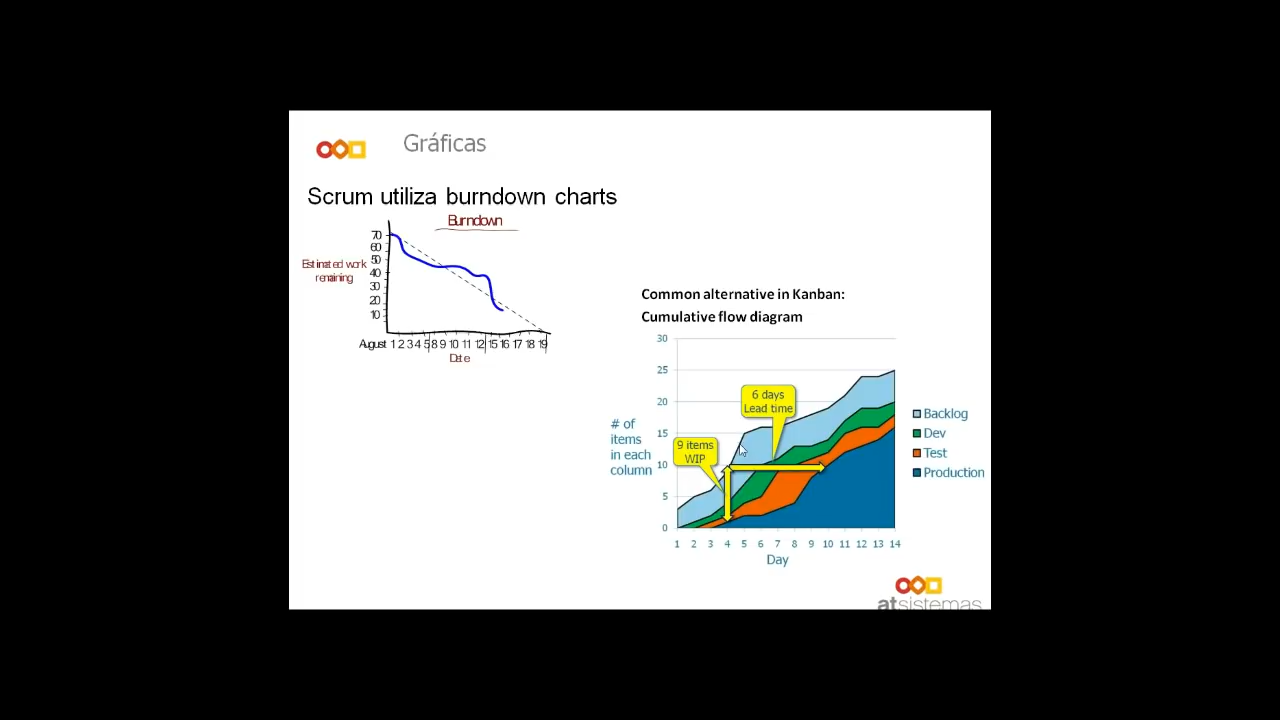 Gráficas
Scrum utiliza burndown charts
Burndown
70
60
50
40
30
20
10
Estimated work
remaining
August 1 2 3 4 5 8 9 10 11 12 15 16 17 18 19
Date
Common alternative in Kanban:
Cumulative flow diagram
30
25
20
15
10
5
0
# of
items
in each
column
6 days
Lead time
9 items
WIP
Backlog
Dev
Test
Production
1 2 3 4 5 6 7 8 9 10 11 12 13 14
Day
atsistemas